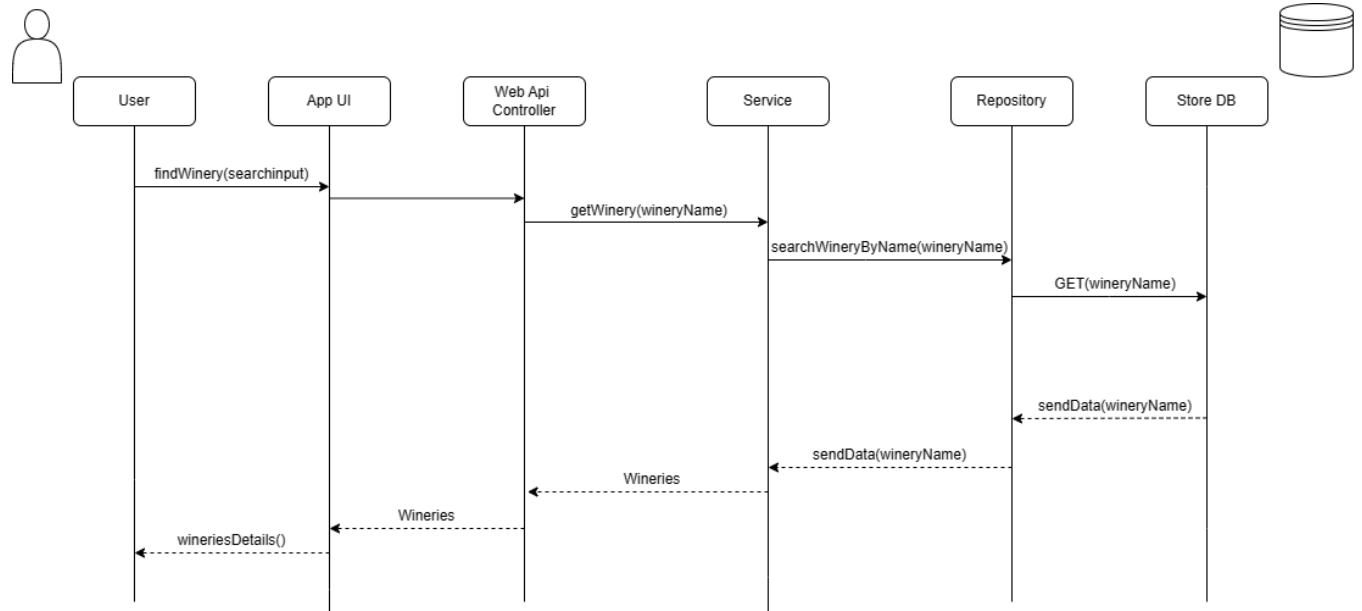 User
App UI
Web Api
Controller
Service
Repository
Store DB
findWinery(searchinput)
getWinery(wineryName)
searchWineryByName(wineryName)
GET(wineryName)
sendData(wineryName)
sendData(wineryName)
Wineries
Wineries
wineriesDetails()